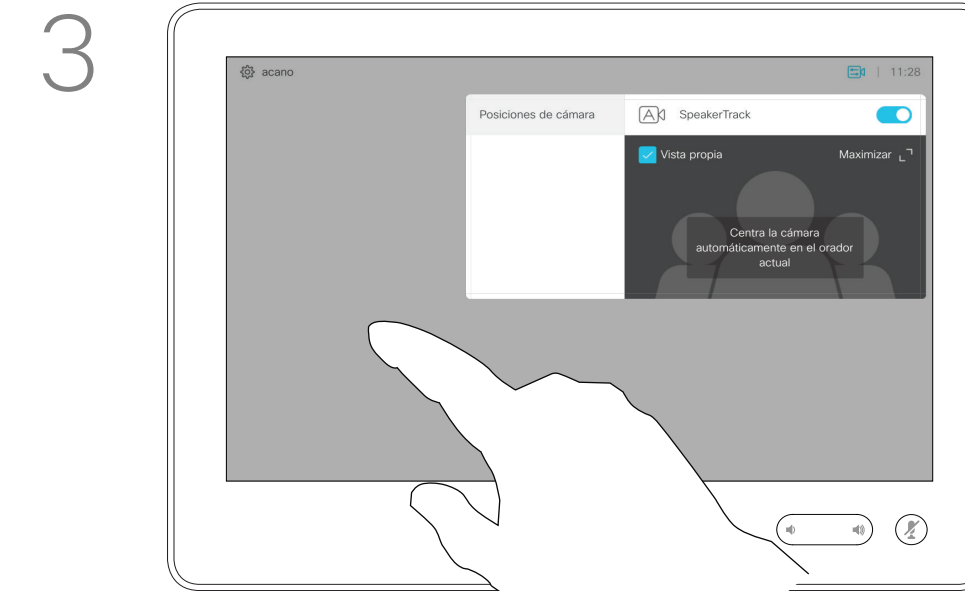 3
acano
11:28
Posiciones de cámara
SpeakerTrack
Vista propia
Maximizar
Centra la cámara
automáticamente en el orador
actual